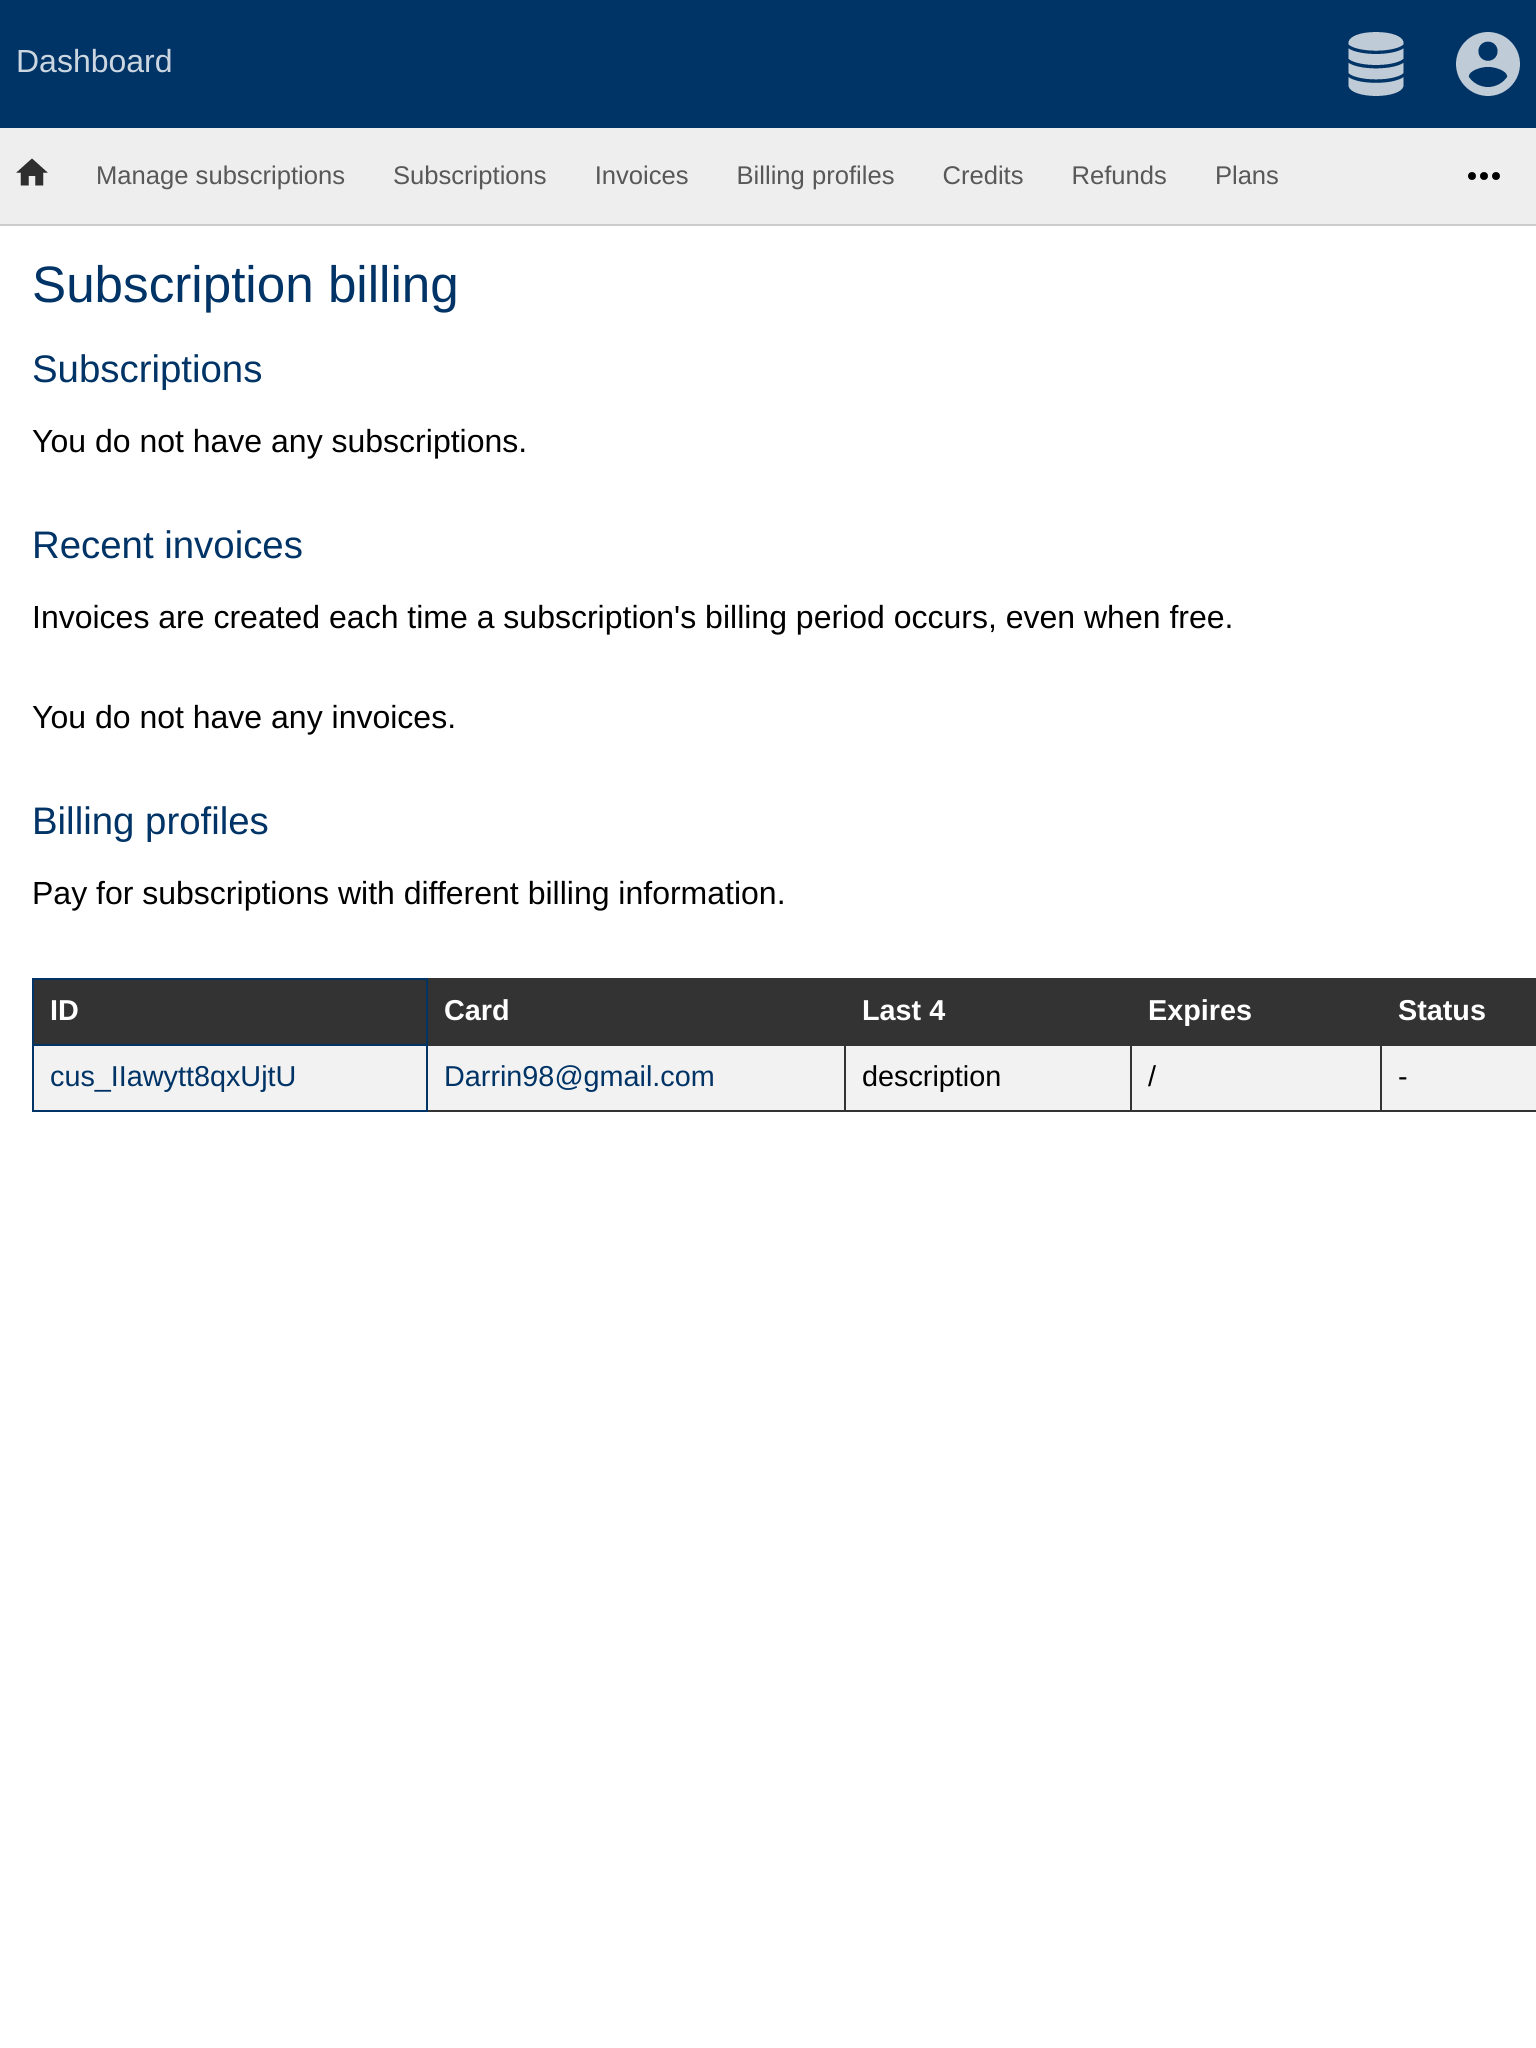 Dashboard
Manage subscriptions Subscriptions Invoices Billing profiles Credits Refunds Plans
Subscription billing
Subscriptions
You do not have any subscriptions.
Recent invoices
Invoices are created each time a subscription's billing period occurs, even when free.
You do not have any invoices.
Billing profiles
Pay for subscriptions with different billing information.
ID Card Last 4 Expires Status
cus_IIawytt8qxUjtU Darrin98@gmail.com description / -